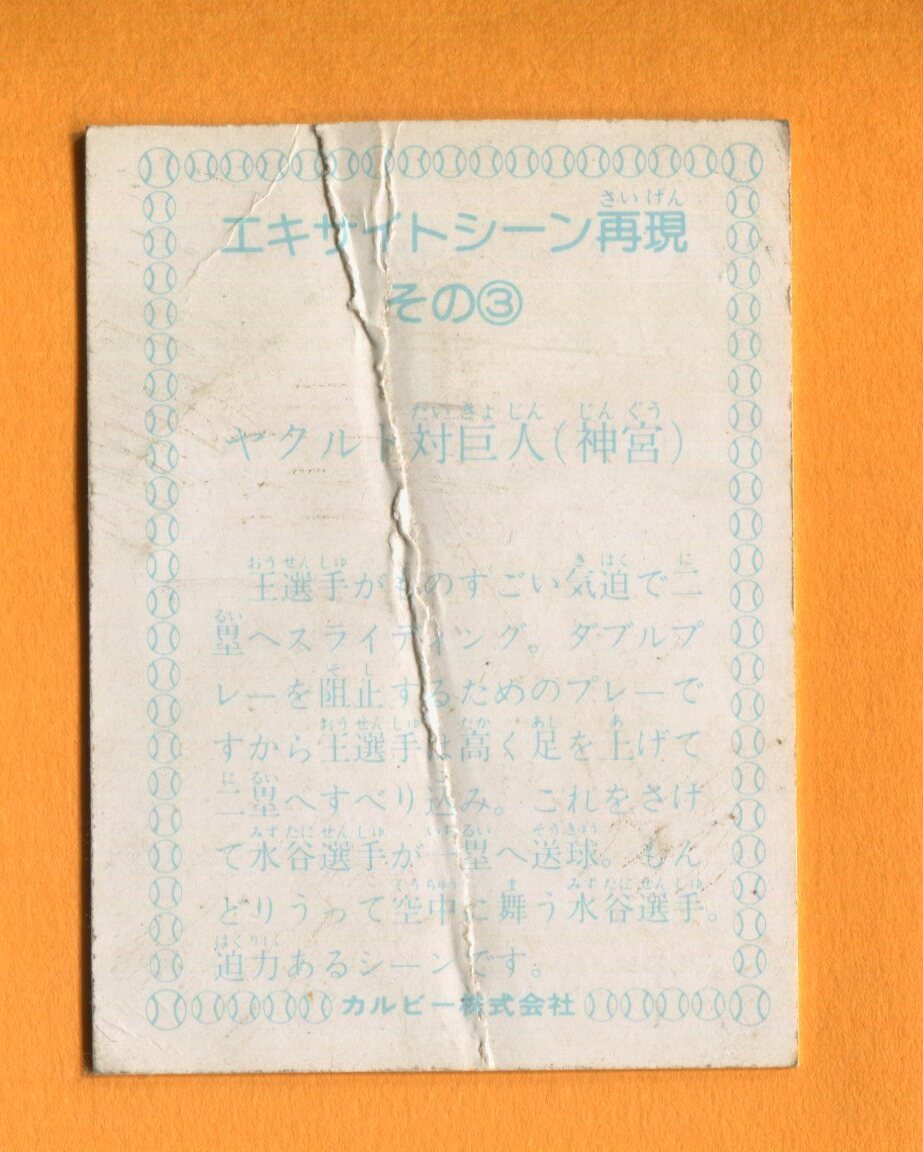 エキサイトシーン再現
その③
ヤクルト対巨人(神宮)
王選手がものすごい気迫で二
塁へスライディング。ダブルプ
レーを阻止するためのプレーで
すから王選手は高く足を上げて
二塁へすべり込み。これをさけ
て水谷選手が一塁へ送球。もん
どりうって空中に舞う水谷選手。
迫力あるシーンです。
カルビー株式会社